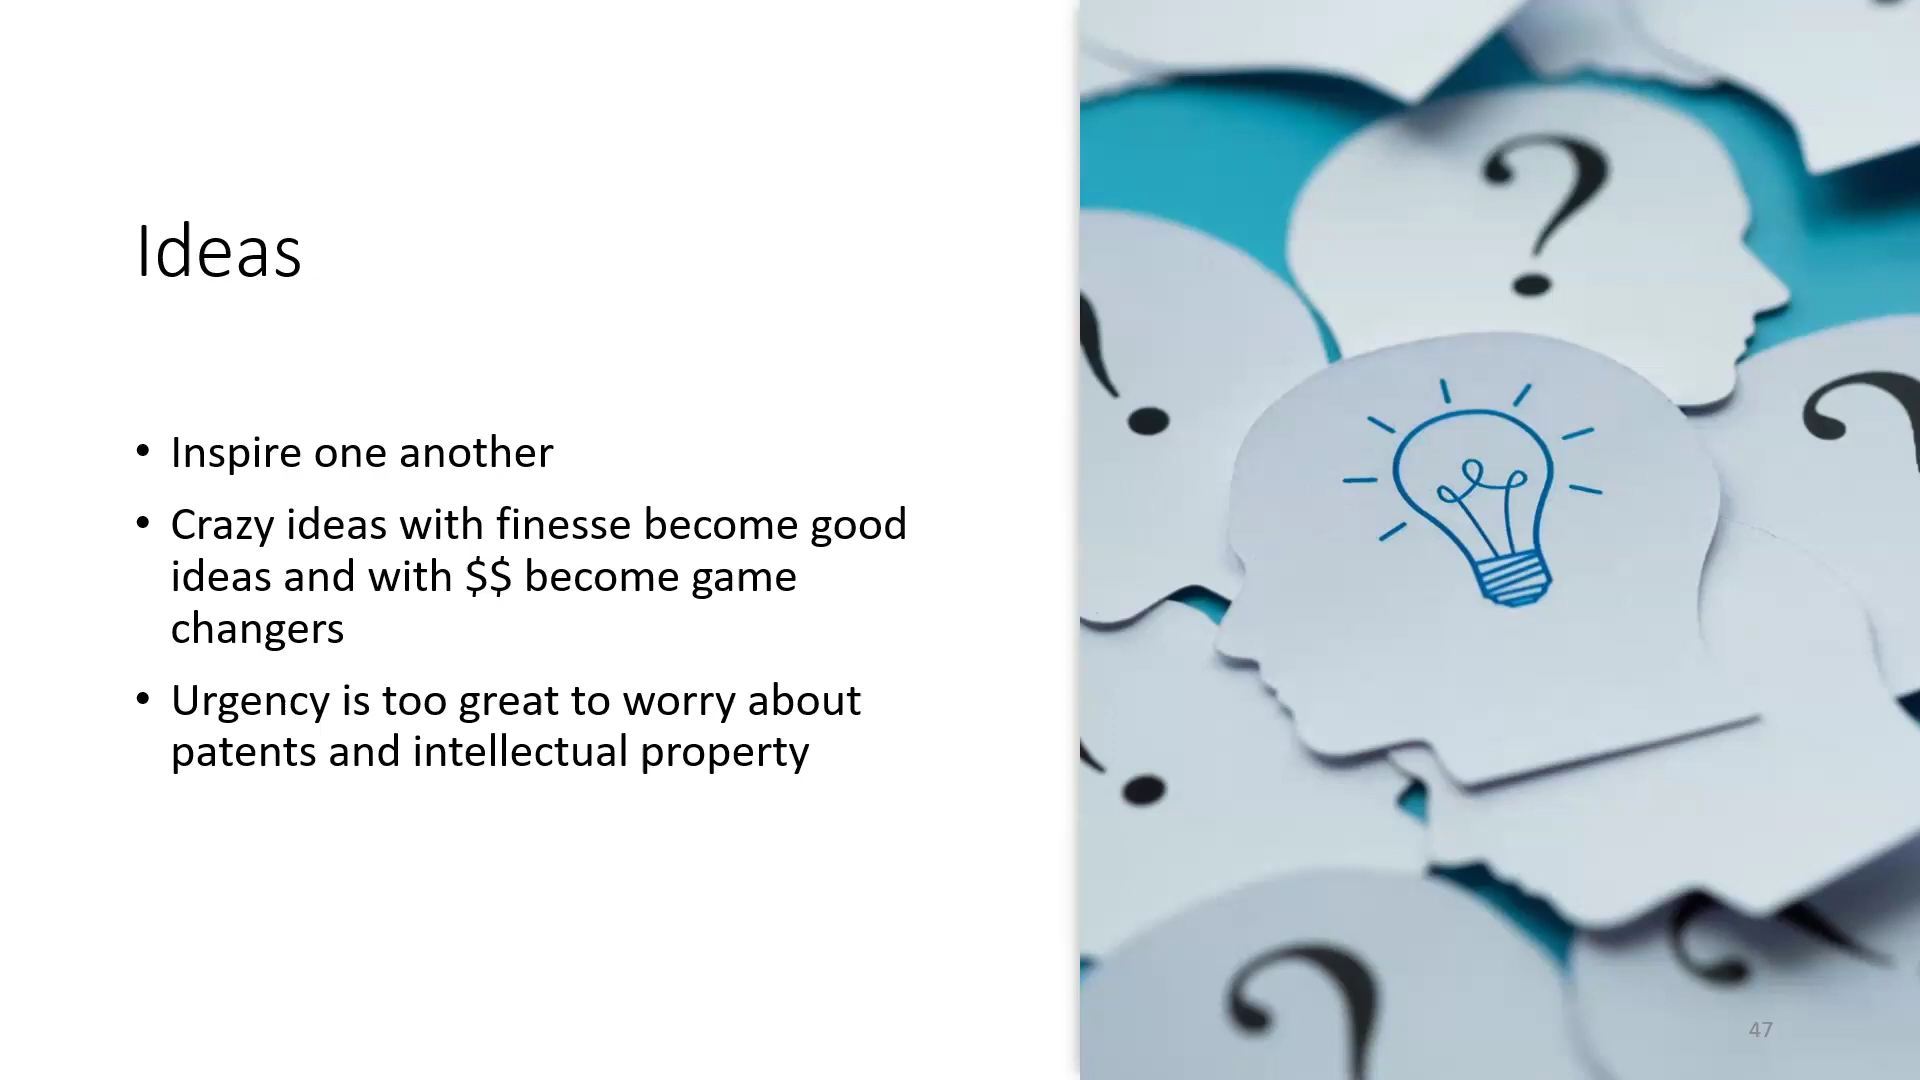 Ideas
• Inspire one another
• Crazy ideas with finesse become good
ideas and with $$ become game
changers
• Urgency is too great to worry about
patents and intellectual property
?
?
?
?
?
?
?
47